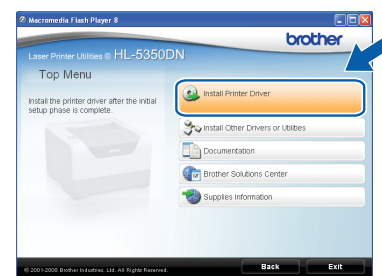 Macromedia Flash Player 8
brother
Laser Printer Utilities HL-5350DN
Top Menu
Install the printer driver after the initial
setup phase is complete.
Install Printer Driver
Install Other Drivers or Utilities
Documentation
Brother Solutions Center
Supplies Information
© 2001-2008 Brother Industries, Ltd. All Rights Reserved.
Back
Exit